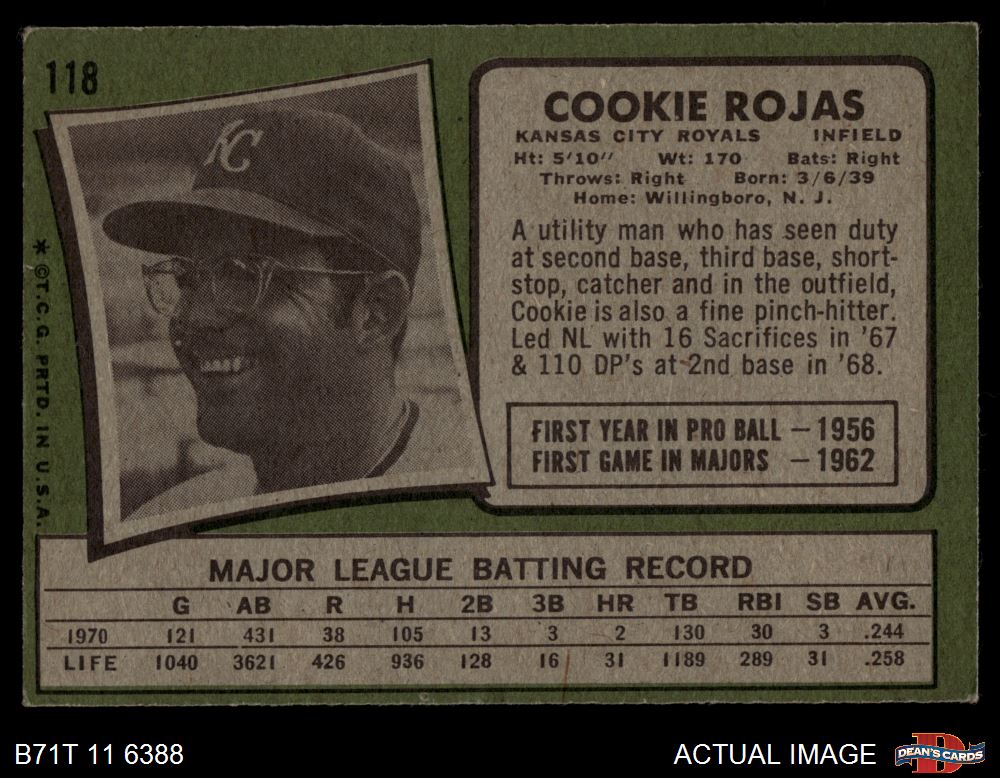 118
KC
* ©T.C.G. PRTD. IN U.S.A.
COOKIE ROJAS
KANSAS CITY ROYALS INFIELD
Ht: 5'10" Wt: 170 Bats: Right
Throws: Right Born: 3/6/39
Home: Willingboro, N. J.
A utility man who has seen duty
at second base, third base, short-
stop, catcher and in the outfield,
Cookie is also a fine pinch-hitter.
Led NL with 16 Sacrifices in '67
& 110 DP's at 2nd base in '68.
FIRST YEAR IN PRO BALL — 1956
FIRST GAME IN MAJORS — 1962
MAJOR LEAGUE BATTING RECORD
G AB R H 2B 3B HR TB RBI SB AVG.
1970 121 431 38 105 13 3 2 130 30 3 .244
LIFE 1040 3621 426 936 128 16 31 1189 289 31 .258
B71T 11 6388
ACTUAL IMAGE
D
DEAN'S CARDS